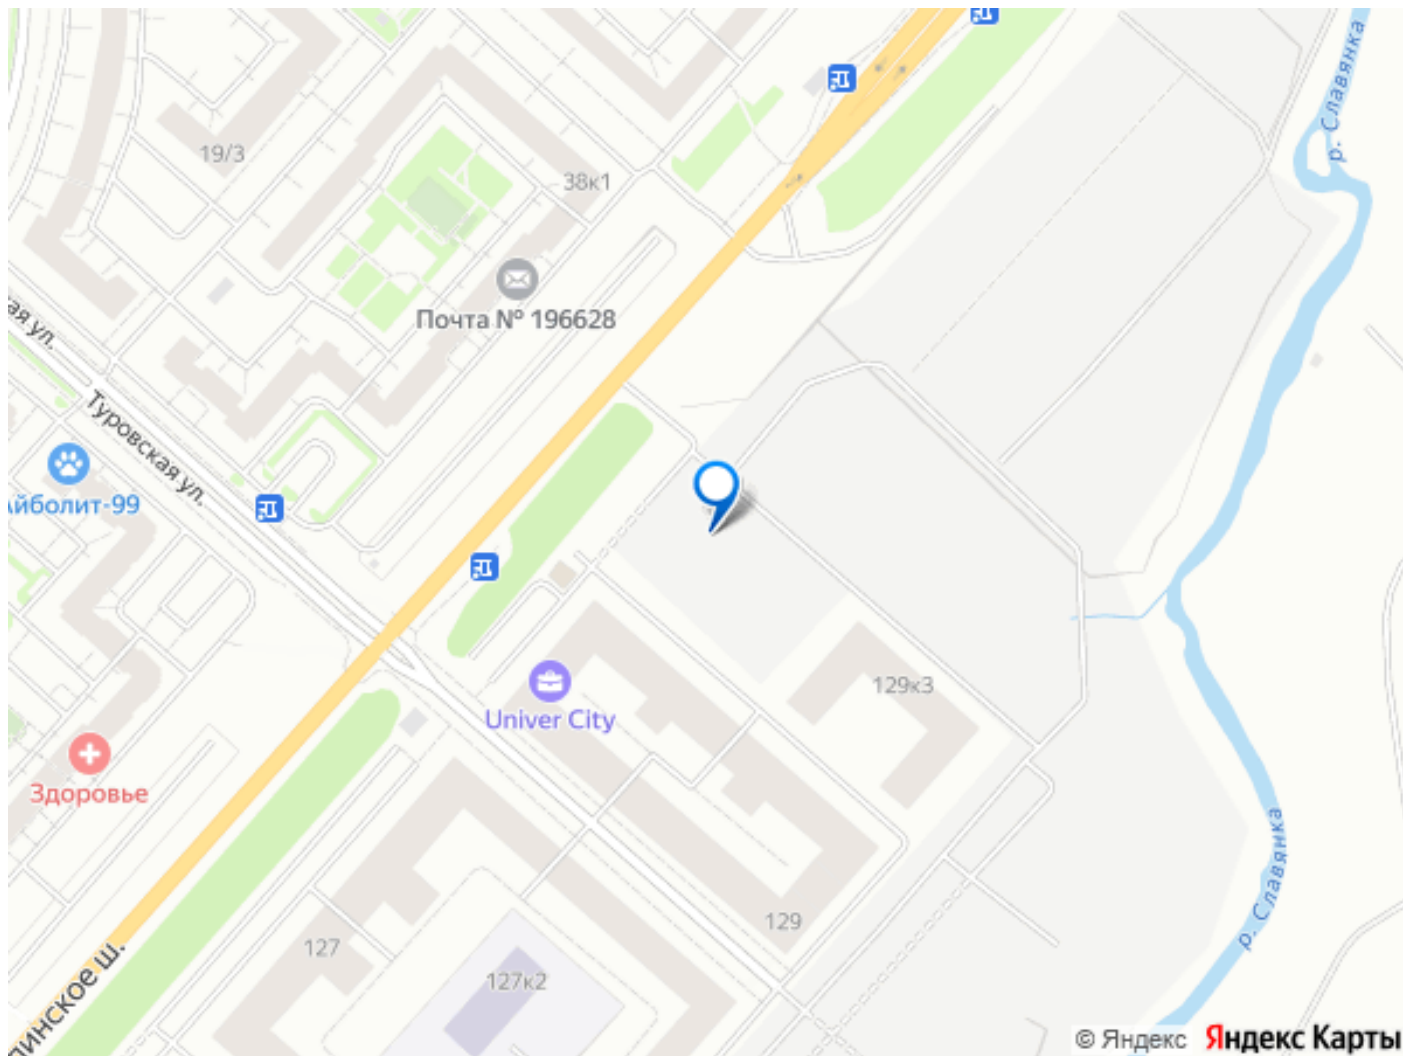 р. Славянка
19/3
38к1
Почта № 196628
ая ул.
Туровская ул.
йболит-99
129к3
Univer City
Здоровье
р. Славянка
129
127
127к2
линское ш.
© Яндекс Яндекс Карты